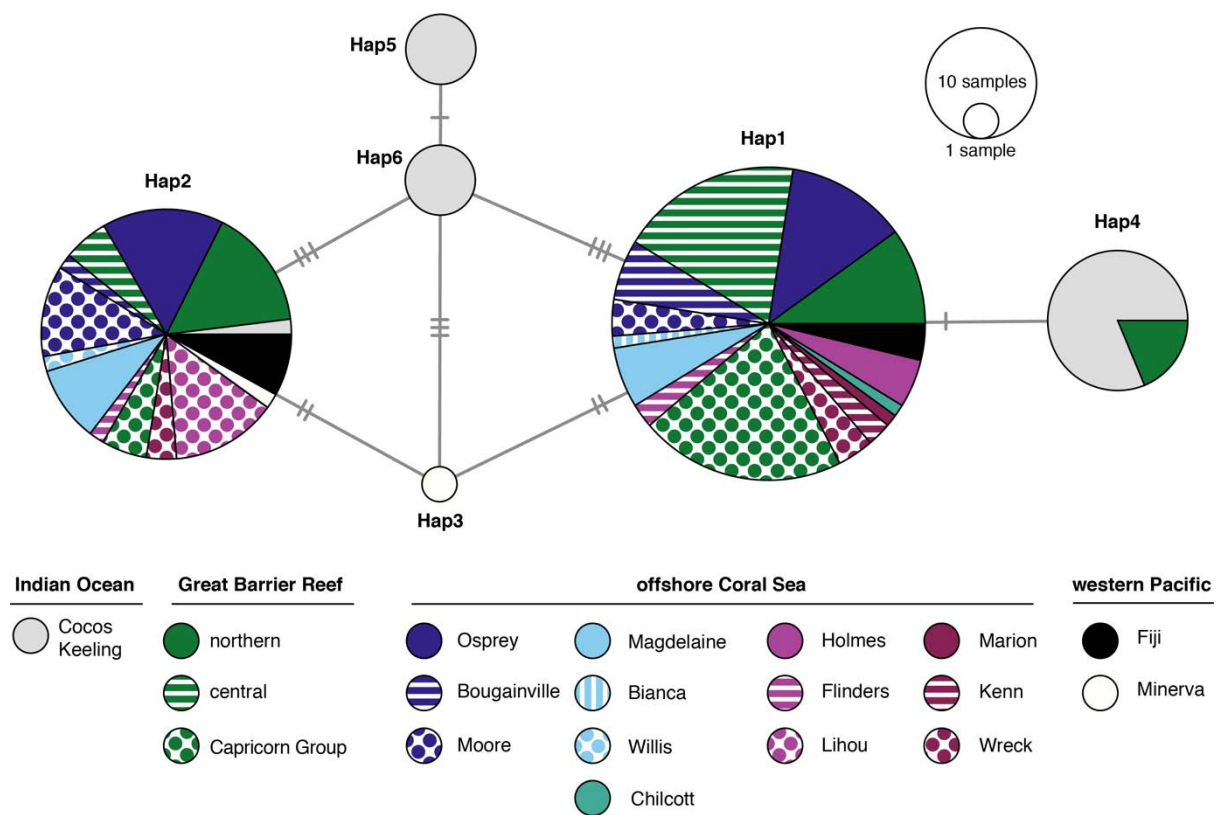 Hap5
10 samples
1 sample
Hap6
Hap1
Hap2
Hap4
Hap3
Indian Ocean
Great Barrier Reef
offshore Coral Sea
western Pacific
Cocos
Keeling
northern
Osprey
Magdelaine
Holmes
Marion
Fiji
central
Bougainville
Bianca
Flinders
Kenn
Minerva
Capricorn Group
Moore
Willis
Lihou
Wreck
Chilcott